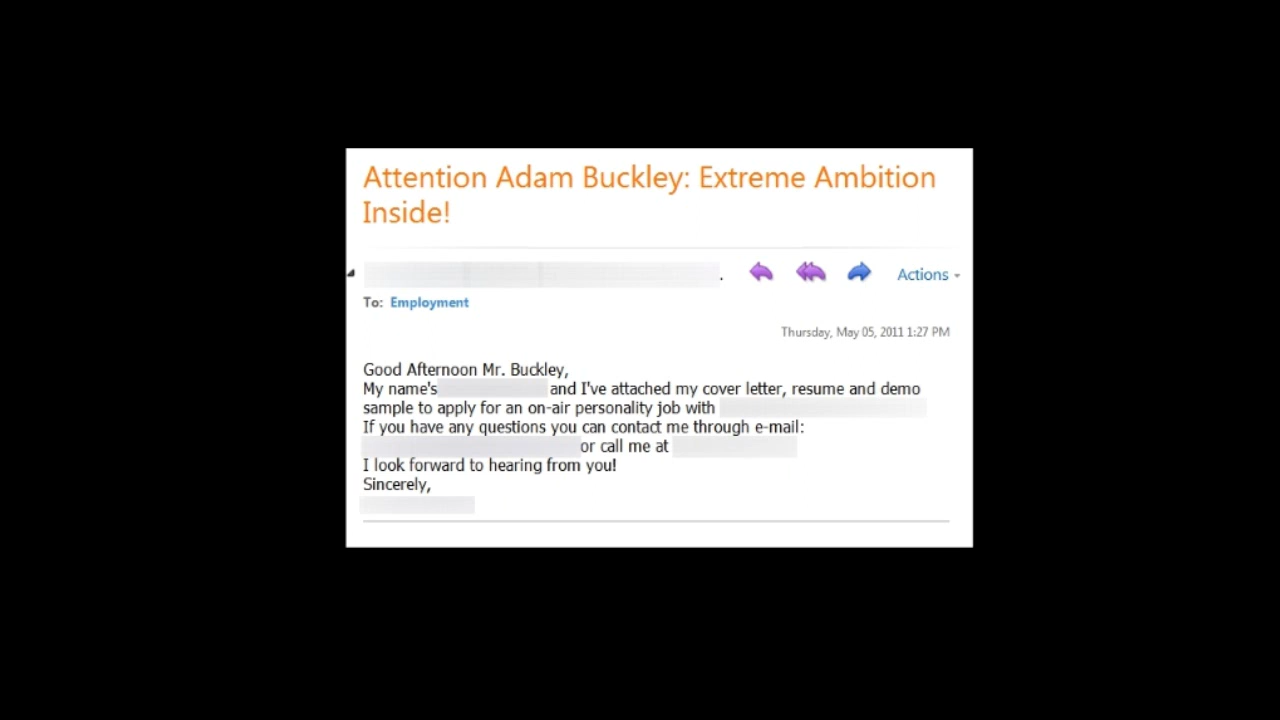 Attention Adam Buckley: Extreme Ambition
Inside!
. Actions
To: Employment
Thursday, May 05, 2011 1:27 PM
Good Afternoon Mr. Buckley,
My name's and I've attached my cover letter, resume and demo
sample to apply for an on-air personality job with
If you have any questions you can contact me through e-mail:
or call me at
I look forward to hearing from you!
Sincerely,